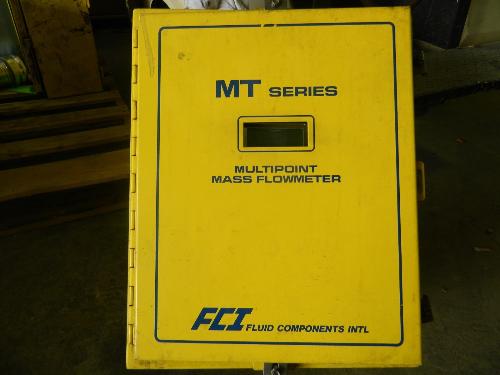 MT SERIES
MULTIPOINT
MASS FLOWMETER
FCI FLUID COMPONENTS INTL